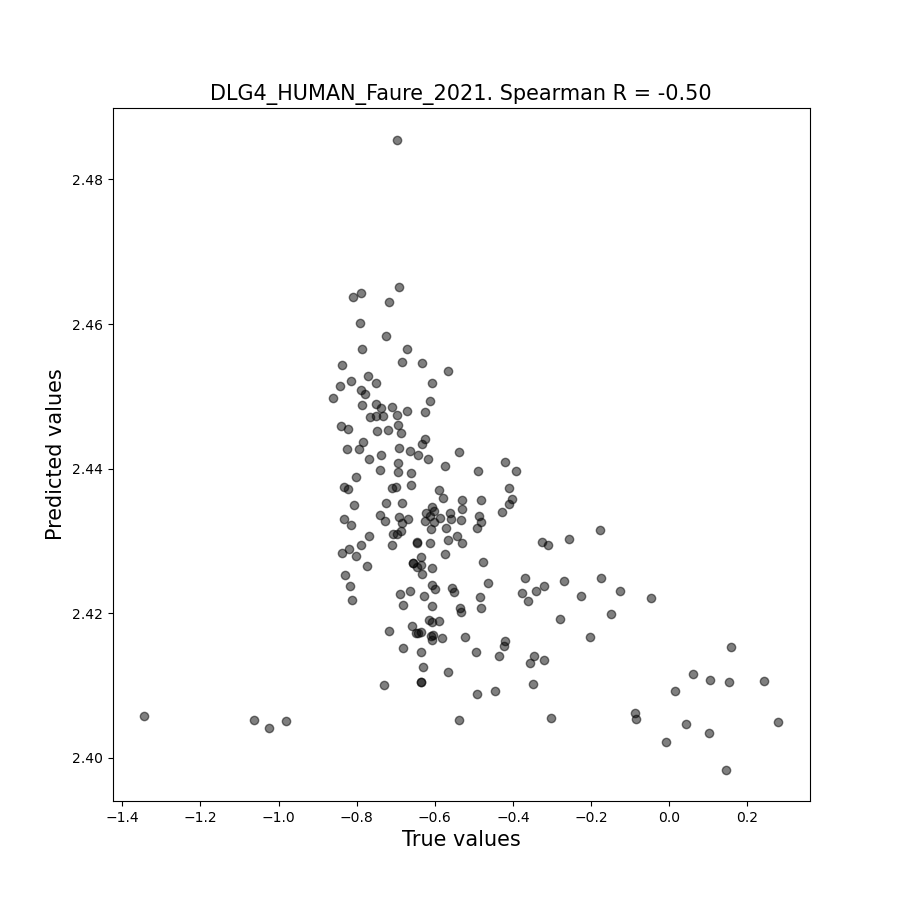 DLG4_HUMAN_Faure_2021. Spearman R = -0.50
Predicted values
2.48
2.46
2.44
2.42
2.40
−1.4 −1.2 −1.0 −0.8 −0.6 −0.4 −0.2 0.0 0.2
True values